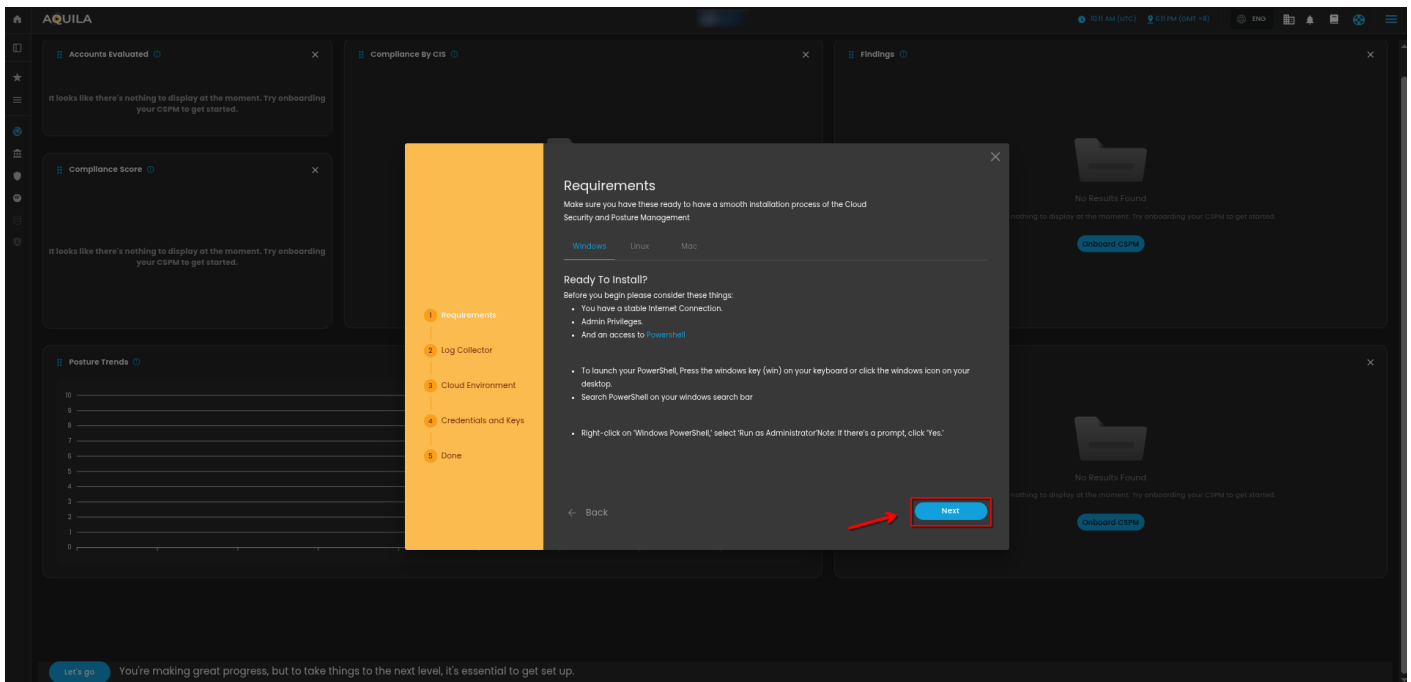 AQUILA
10:11 AM (UTC)
6:11 PM (GMT +8)
ENG
Accounts Evaluated
It looks like there's nothing to display at the moment. Try onboarding
your CSPM to get started.
Compliance By CIS
Findings
No Results Found
nothing to display at the moment. Try onboarding your CSPM to get started.
Onboard CSPM
Compliance Score
It looks like there's nothing to display at the moment. Try onboarding
your CSPM to get started.
Posture Trends
10
9
8
7
6
5
4
3
2
1
0
No Results Found
nothing to display at the moment. Try onboarding your CSPM to get started.
Onboard CSPM
1 Requirements
2 Log Collector
3 Cloud Environment
4 Credentials and Keys
5 Done
Requirements
Make sure you have these ready to have a smooth installation process of the Cloud
Security and Posture Management
Windows Linux Mac
Ready To Install?
Before you begin please consider these things:
• You have a stable Internet Connection.
• Admin Privileges.
• And an access to Powershell
• To launch your PowerShell, Press the windows key (win) on your keyboard or click the windows icon on your
desktop.
• Search PowerShell on your windows search bar
• Right-click on 'Windows PowerShell,' select 'Run as Administrator'Note: If there's a prompt, click 'Yes.'
← Back
Next
Let's go
You're making great progress, but to take things to the next level, it's essential to get set up.